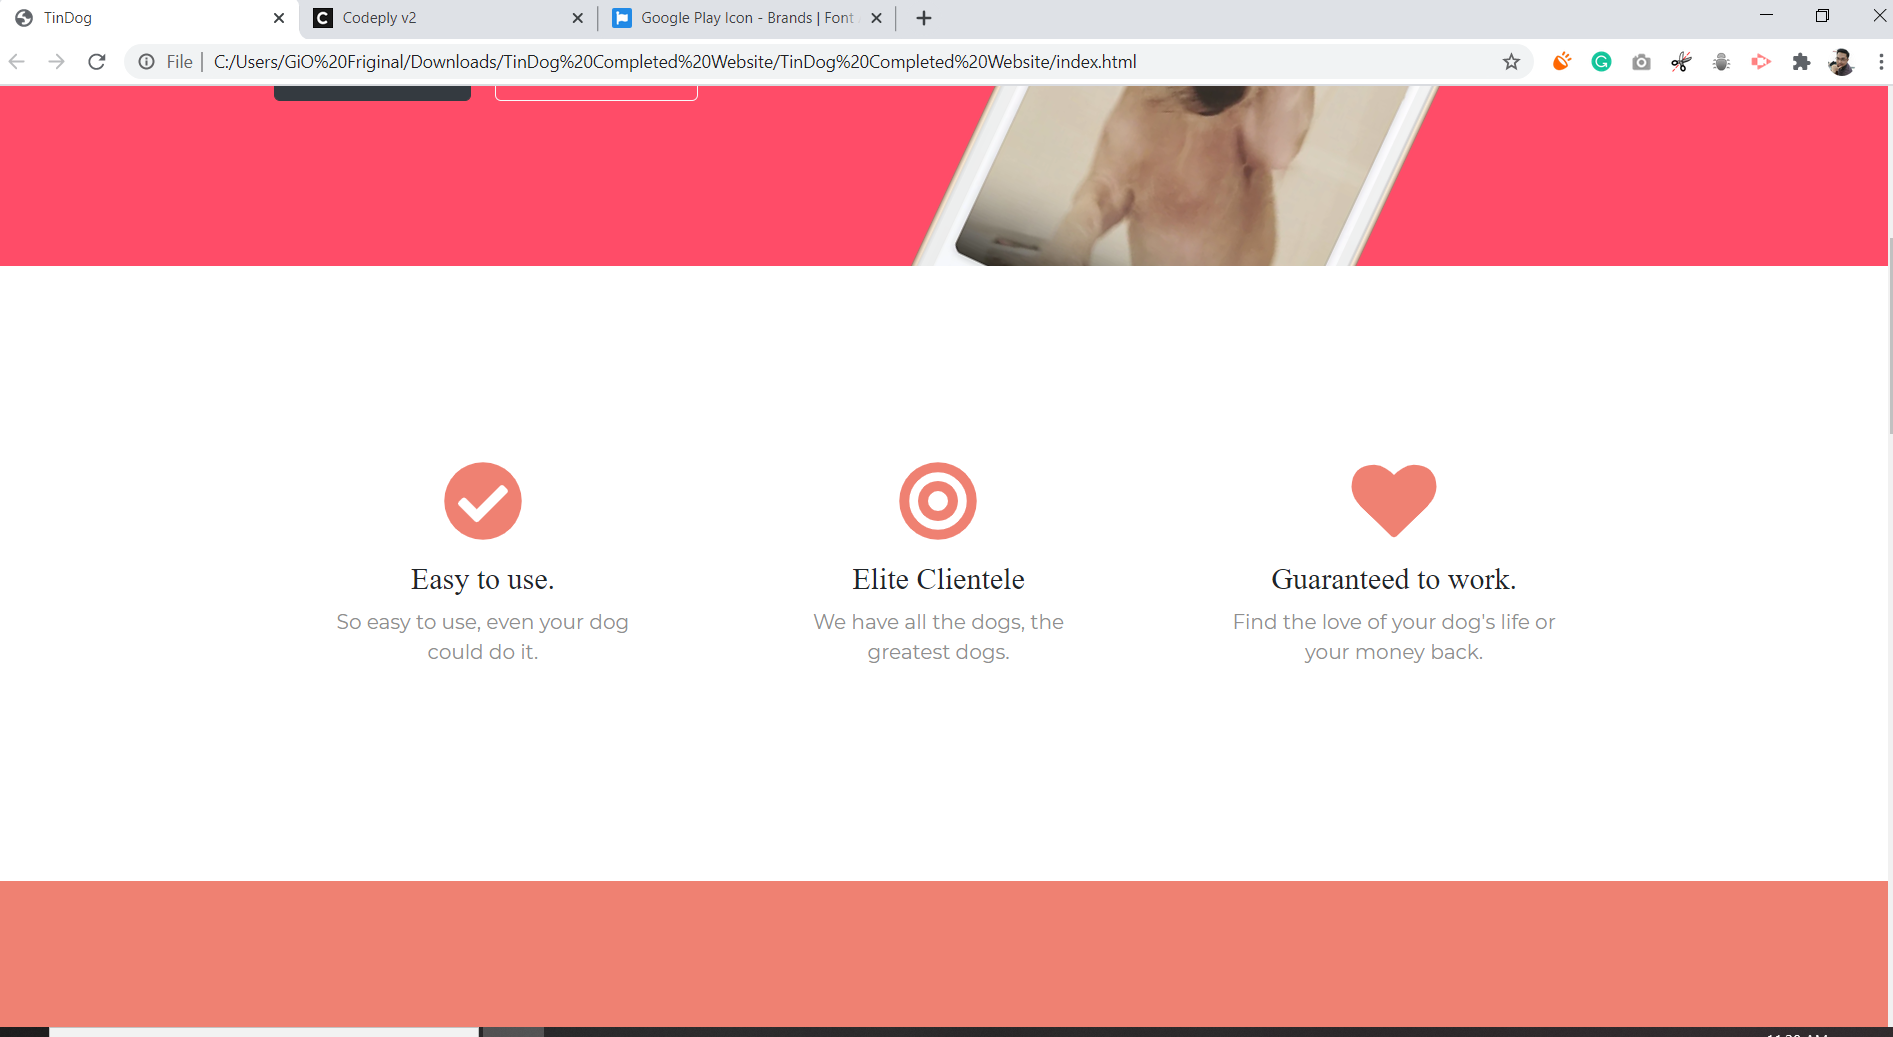 TinDog
Codeply v2
Google Play Icon - Brands | Font
File
C:/Users/GiO%20Friginal/Downloads/TinDog%20Completed%20Website/TinDog%20Completed%20Website/index.html
Easy to use.
So easy to use, even your dog
could do it.
Elite Clientele
We have all the dogs, the
greatest dogs.
Guaranteed to work.
Find the love of your dog's life or
your money back.